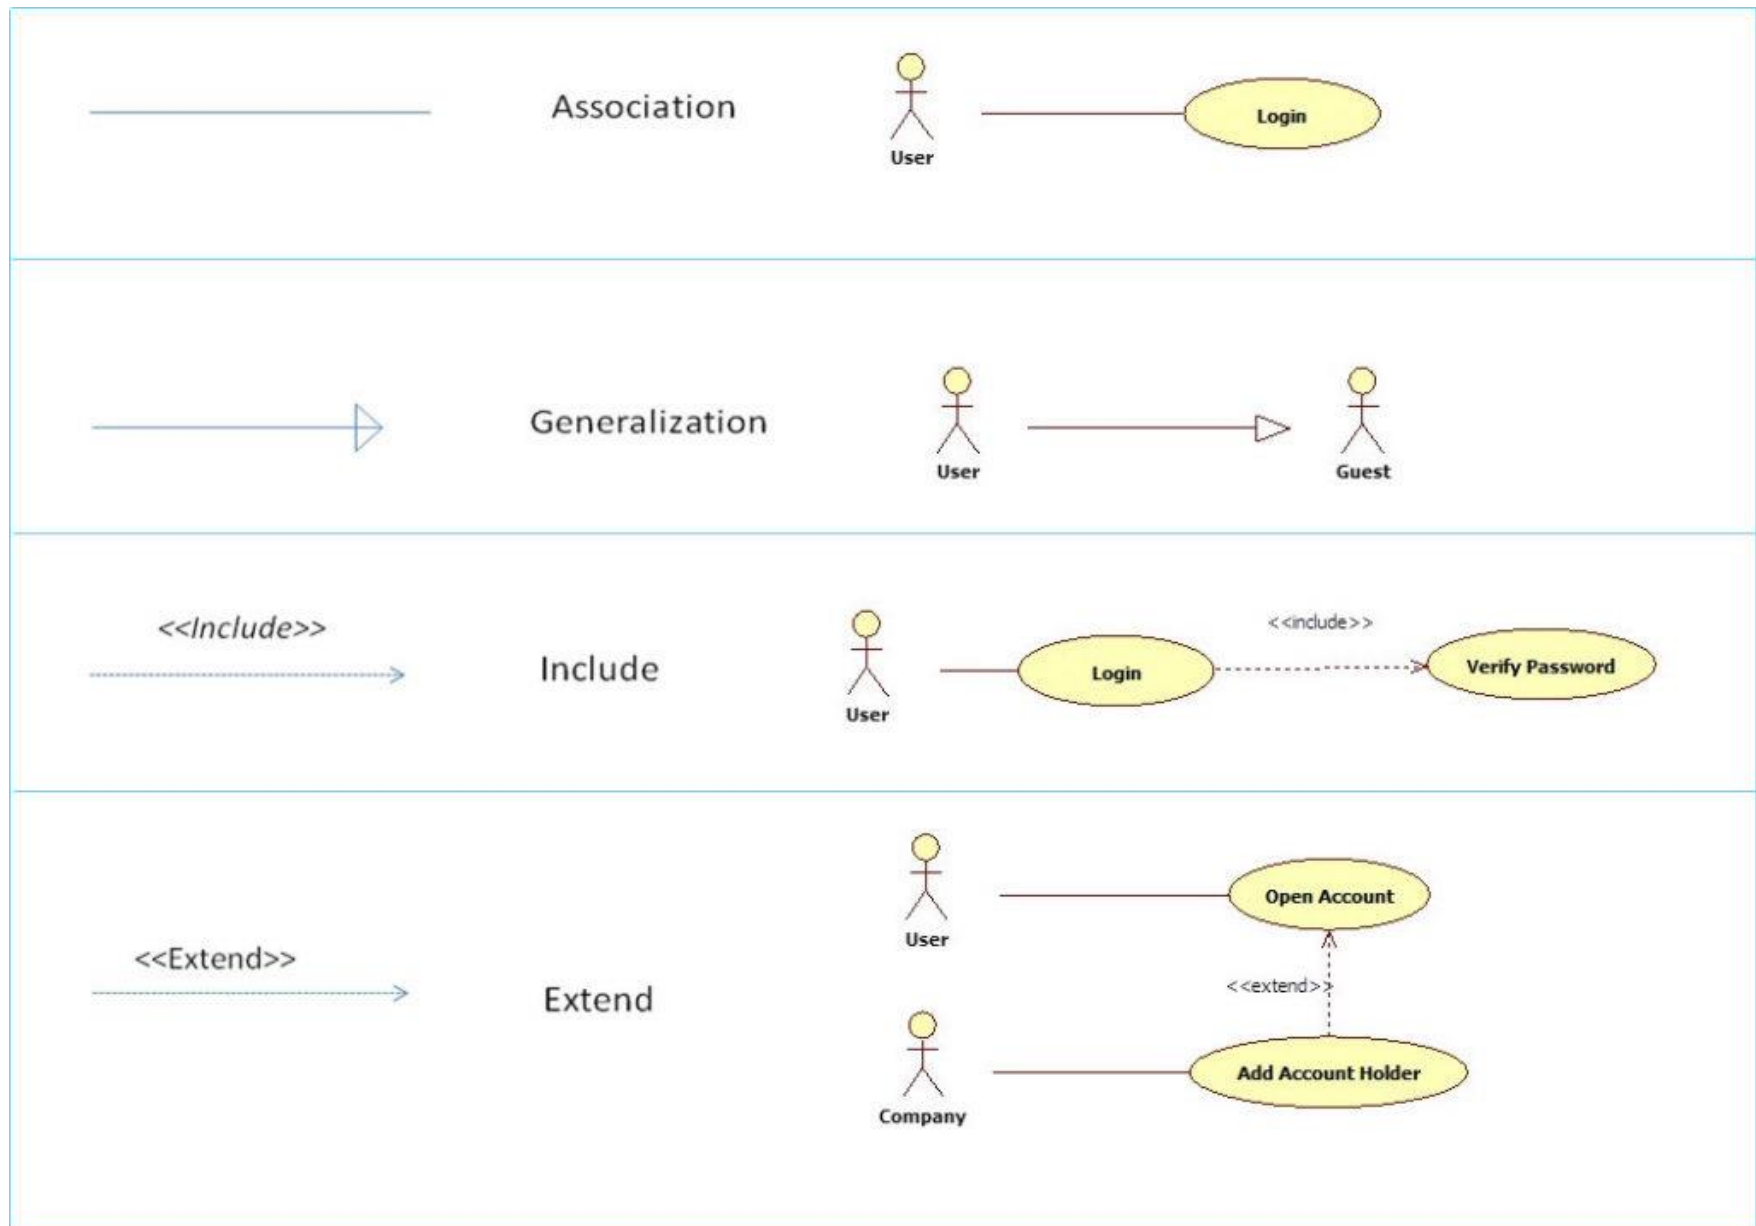 Association
Login
User
Generalization
User
Guest
<<Include>>
Include
<<include>>
Login
Verify Password
User
<<Extend>>
Extend
Open Account
User
<<extend>>
Add Account Holder
Company